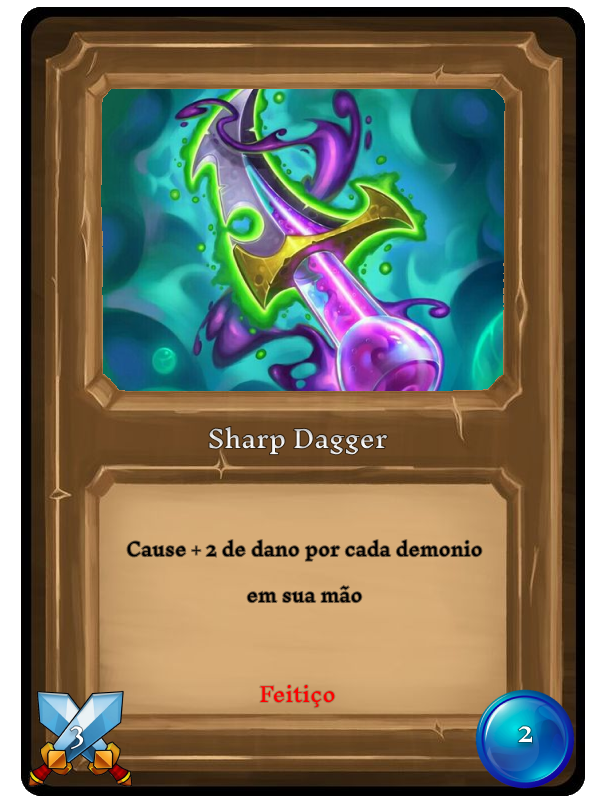 Sharp Dagger
Cause + 2 de dano por cada demonio
em sua mão
Feitiço
3
2